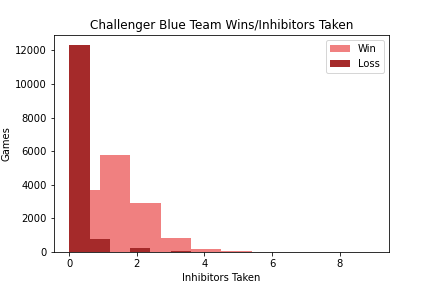 Challenger Blue Team Wins/Inhibitors Taken
Win
Loss
12000
10000
8000
6000
4000
2000
0
Games
0 2 4 6 8
Inhibitors Taken